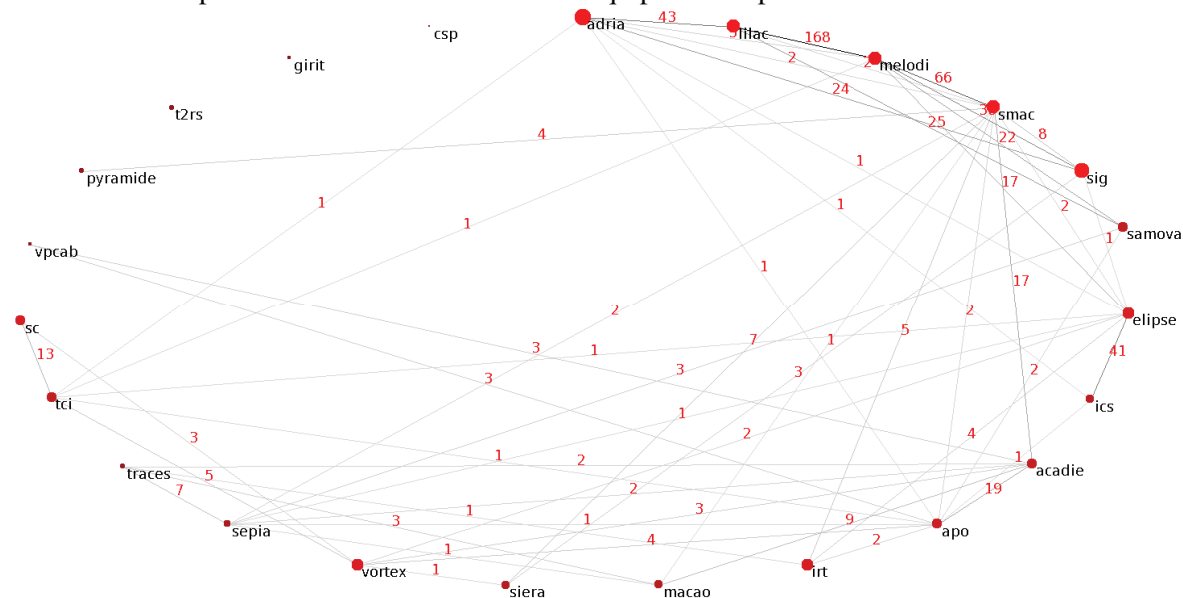 adria
43
lilac
csp
168
2
melodi
girit
66
24
smac
t2rs
25
22
8
4
1
sig
pyramide
17
1
2
1
1
samova
1
vpcab
1
17
2
2
elipse
sc
5
7
1
13
3
1
41
3
2
3
3
tci
ics
1
3
2
4
1
2
1
acadie
traces
5
7
2
19
1
3
3
1
9
sepia
apo
4
2
1
1
vortex
irt
siera
macao